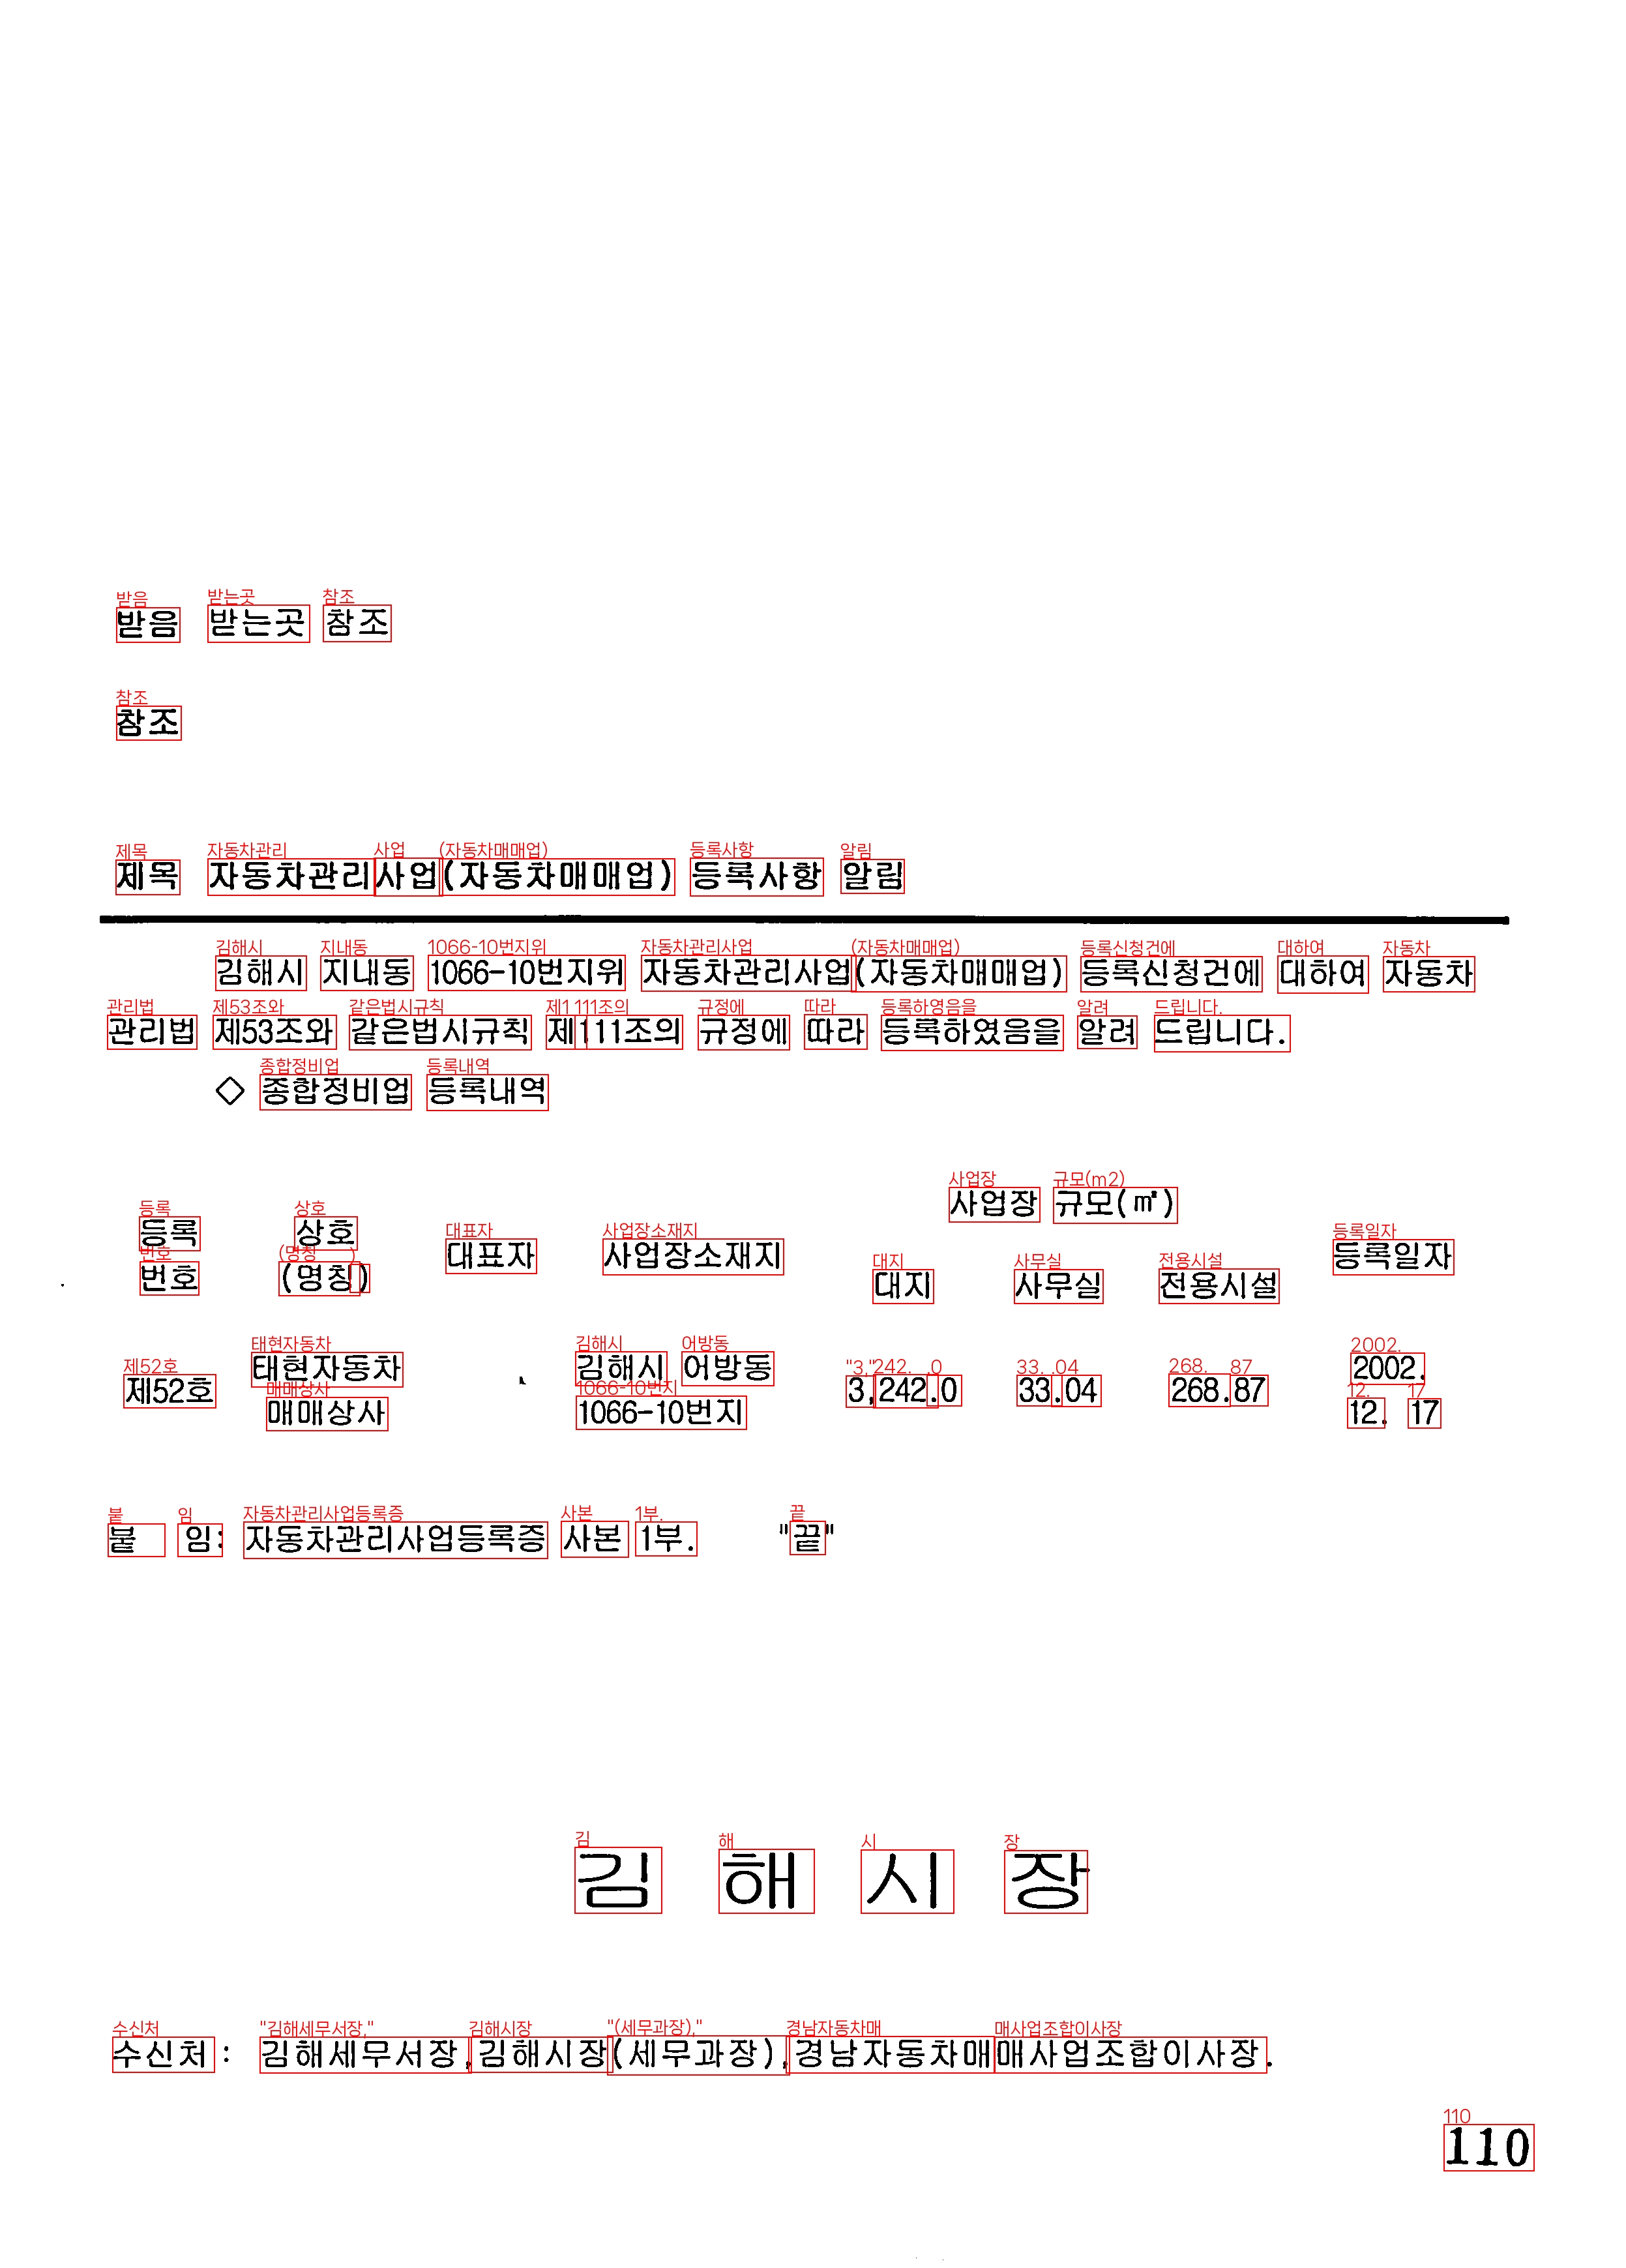 받음 받는곳 참조
참조
제목 자동차관리사업(자동차매매업) 등록사항 알림
김해시 지내동 1066-10번지위 자동차관리사업(자동차매매업) 등록신청건에 대하여 자동차
관리법 제53조와 같은법시규칙 제111조의 규정에 따라 등록하였음을 알려 드립니다.
◇ 종합정비업 등록내역
등록번호 상호(명칭) 대표자 사업장소재지 사업장 규모(㎡) 등록일자
대지 사무실 전용시설
제52호 태현자동차매매상사 김해시 어방동 1066-10번지 3,242.0 33.04 268.87 2002. 12. 17
붙 임: 자동차관리사업등록증 사본 1부. "끝"
김 해 시 장
수신처 : 김해세무서장,김해시장(세무과장),경남자동차매매사업조합이사장.
110